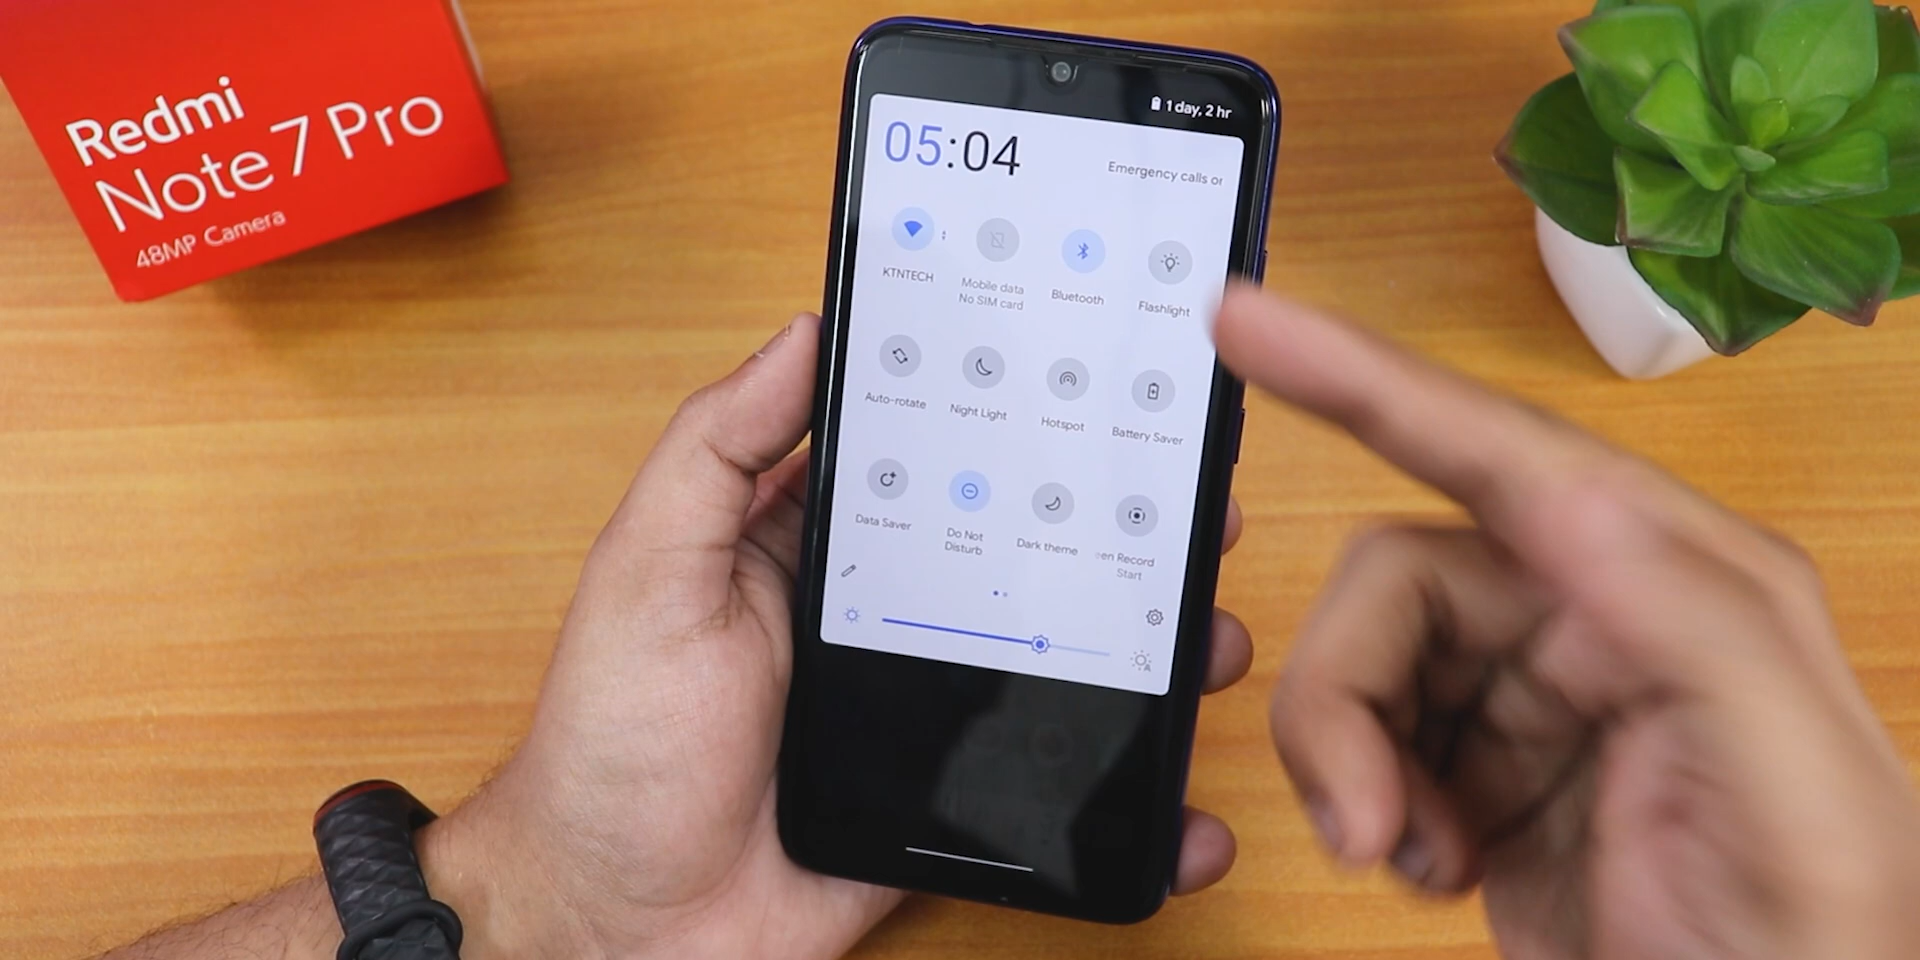 Redmi
Note 7 Pro
48MP Camera
1 day, 2 hr
05:04
Emergency calls or
KTNTECH
Mobile data
No SIM card
Bluetooth
Flashlight
Auto-rotate
Night Light
Hotspot
Battery Saver
Data Saver
Do Not
Disturb
Dark theme
een Record
Start